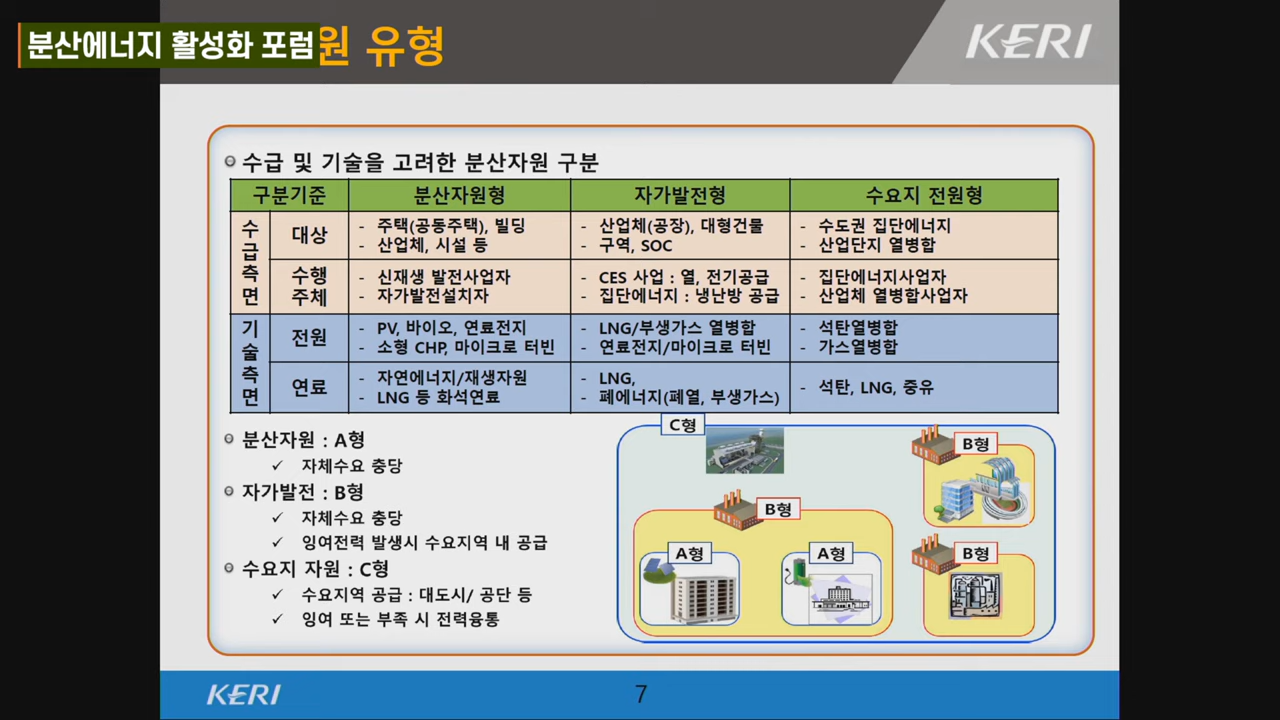 분산에너지 활성화 포럼
원 유형
KERI
수급 및 기술을 고려한 분산자원 구분
구분기준 분산자원형 자가발전형 수요지 전원형
수급측면
대상
- 주택(공동주택), 빌딩
- 산업체, 시설 등
- 산업체(공장), 대형건물
- 구역, SOC
- 수도권 집단에너지
- 산업단지 열병합
수행
주체
- 신재생 발전사업자
- 자가발전설치자
- CES 사업 : 열, 전기공급
- 집단에너지 : 냉난방 공급
- 집단에너지사업자
- 산업체 열병합사업자
기술측면
전원
- PV, 바이오, 연료전지
- 소형 CHP, 마이크로 터빈
- LNG/부생가스 열병합
- 연료전지/마이크로 터빈
- 석탄열병합
- 가스열병합
연료
- 자연에너지/재생자원
- LNG 등 화석연료
- LNG,
- 폐에너지(폐열, 부생가스)
- 석탄, LNG, 중유
분산자원 : A형
✓ 자체수요 충당
자가발전 : B형
✓ 자체수요 충당
✓ 잉여전력 발생시 수요지역 내 공급
수요지 자원 : C형
✓ 수요지역 공급 : 대도시/ 공단 등
✓ 잉여 또는 부족 시 전력융통
C형
B형
B형
A형
A형
B형
KERI
7